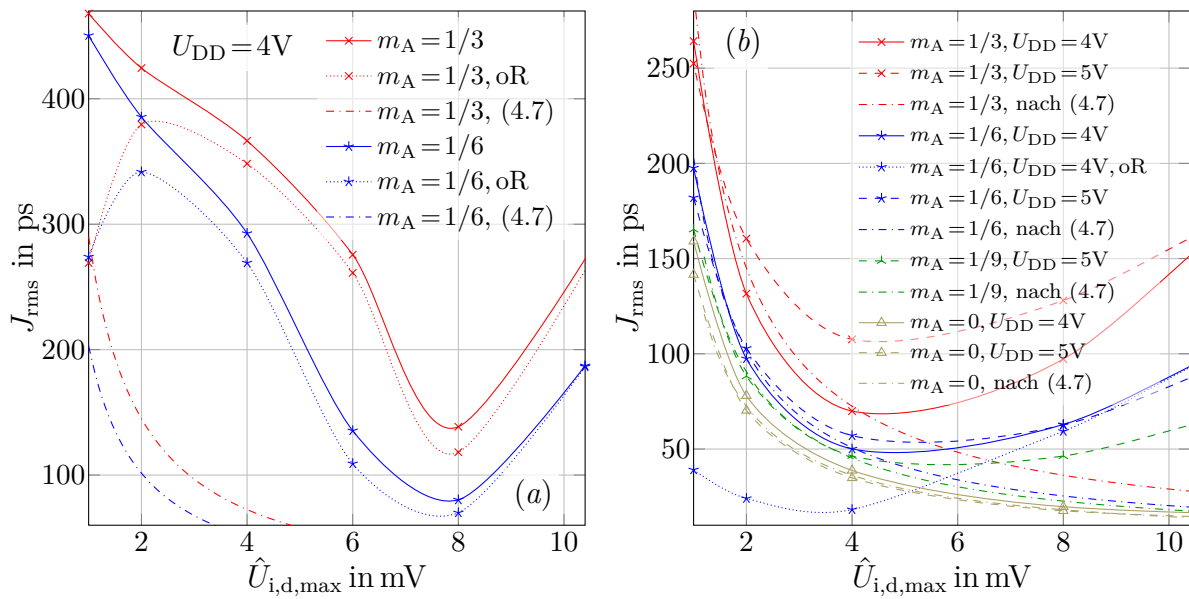 U_DD = 4V
m_A = 1/3
m_A = 1/3, oR
m_A = 1/3, (4.7)
m_A = 1/6
m_A = 1/6, oR
m_A = 1/6, (4.7)
(a)
400
300
200
100
J_rms in ps
2 4 6 8 10
Û_i,d,max in mV
(b)
m_A = 1/3, U_DD = 4V
m_A = 1/3, U_DD = 5V
m_A = 1/3, nach (4.7)
m_A = 1/6, U_DD = 4V
m_A = 1/6, U_DD = 4V, oR
m_A = 1/6, U_DD = 5V
m_A = 1/6, nach (4.7)
m_A = 1/9, U_DD = 5V
m_A = 1/9, nach (4.7)
m_A = 0, U_DD = 4V
m_A = 0, U_DD = 5V
m_A = 0, nach (4.7)
250
200
150
100
50
J_rms in ps
2 4 6 8 10
Û_i,d,max in mV